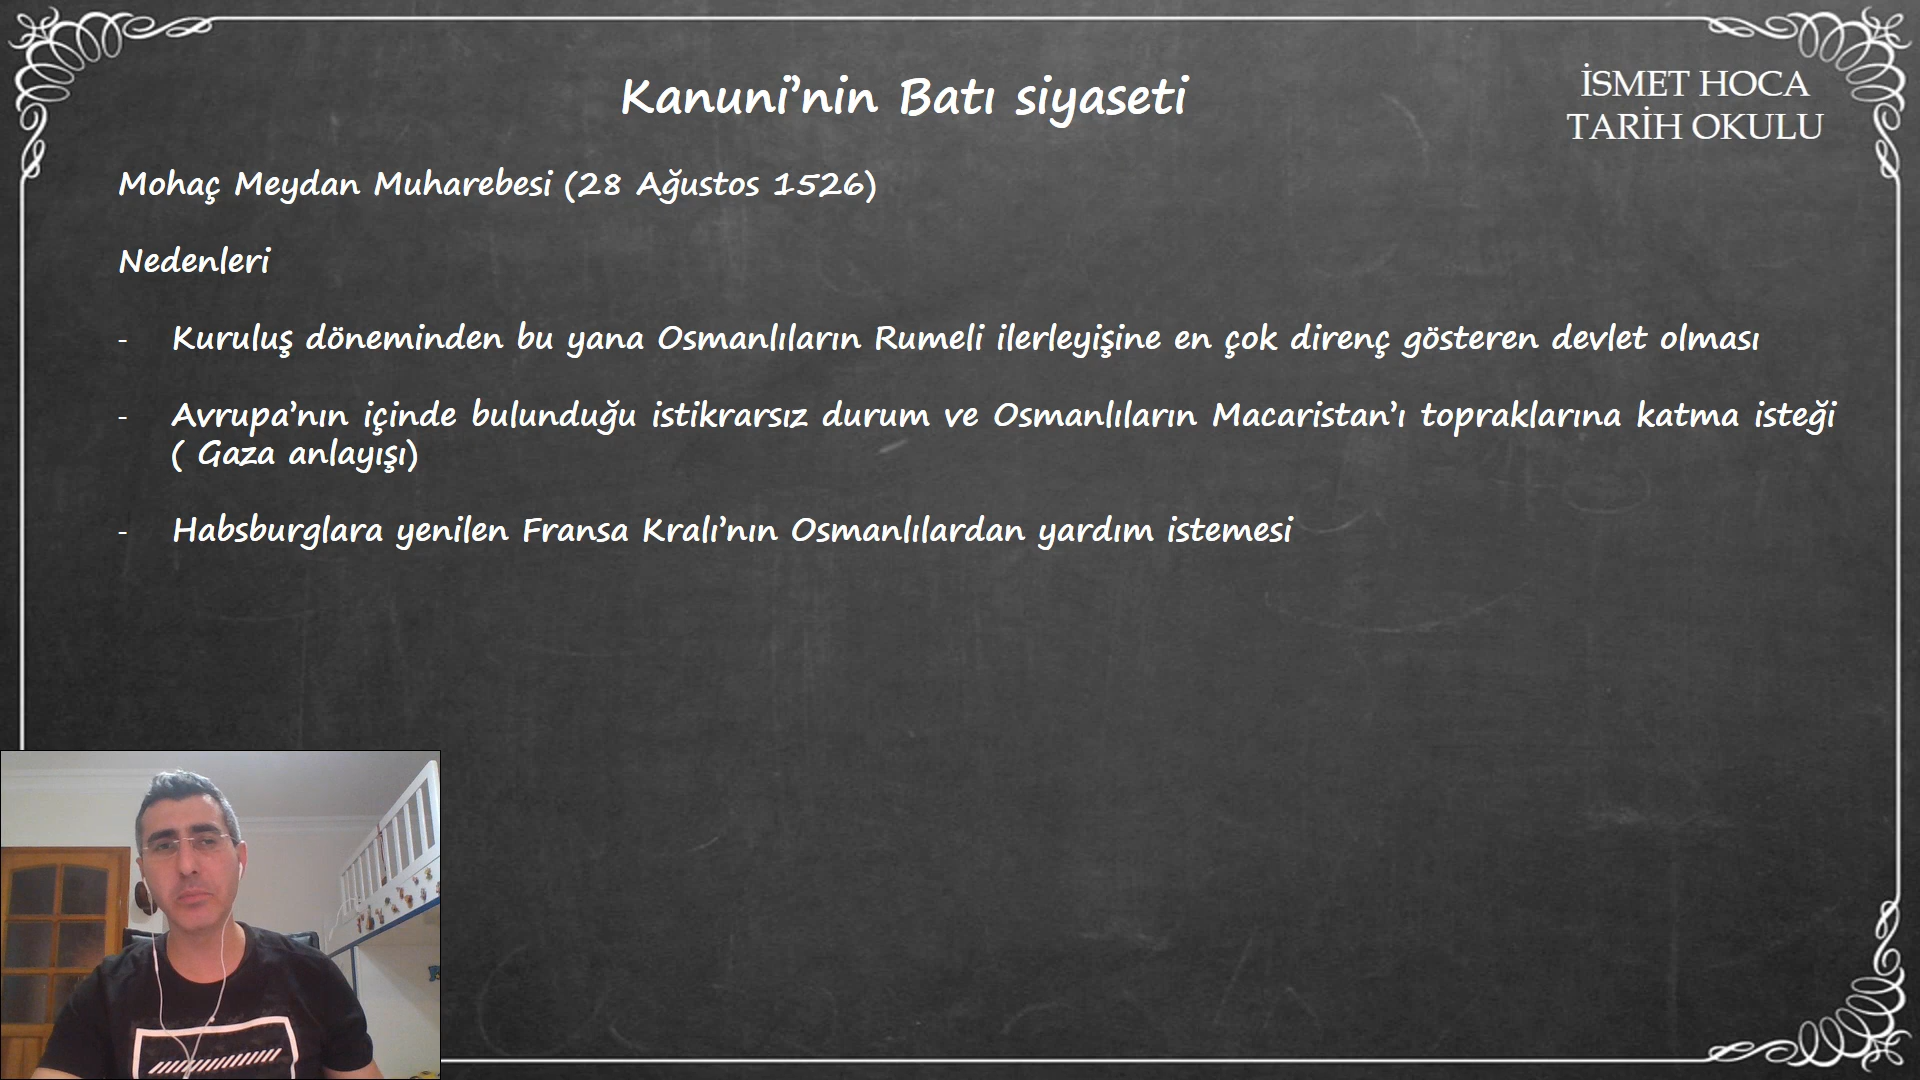 Kanuni’nin Batı siyaseti
İSMET HOCA
TARİH OKULU
Mohaç Meydan Muharebesi (28 Ağustos 1526)
Nedenleri
- Kuruluş döneminden bu yana Osmanlıların Rumeli ilerleyişine en çok direnç gösteren devlet olması
- Avrupa’nın içinde bulunduğu istikrarsız durum ve Osmanlıların Macaristan’ı topraklarına katma isteği
( Gaza anlayışı)
- Habsburglara yenilen Fransa Kralı’nın Osmanlılardan yardım istemesi